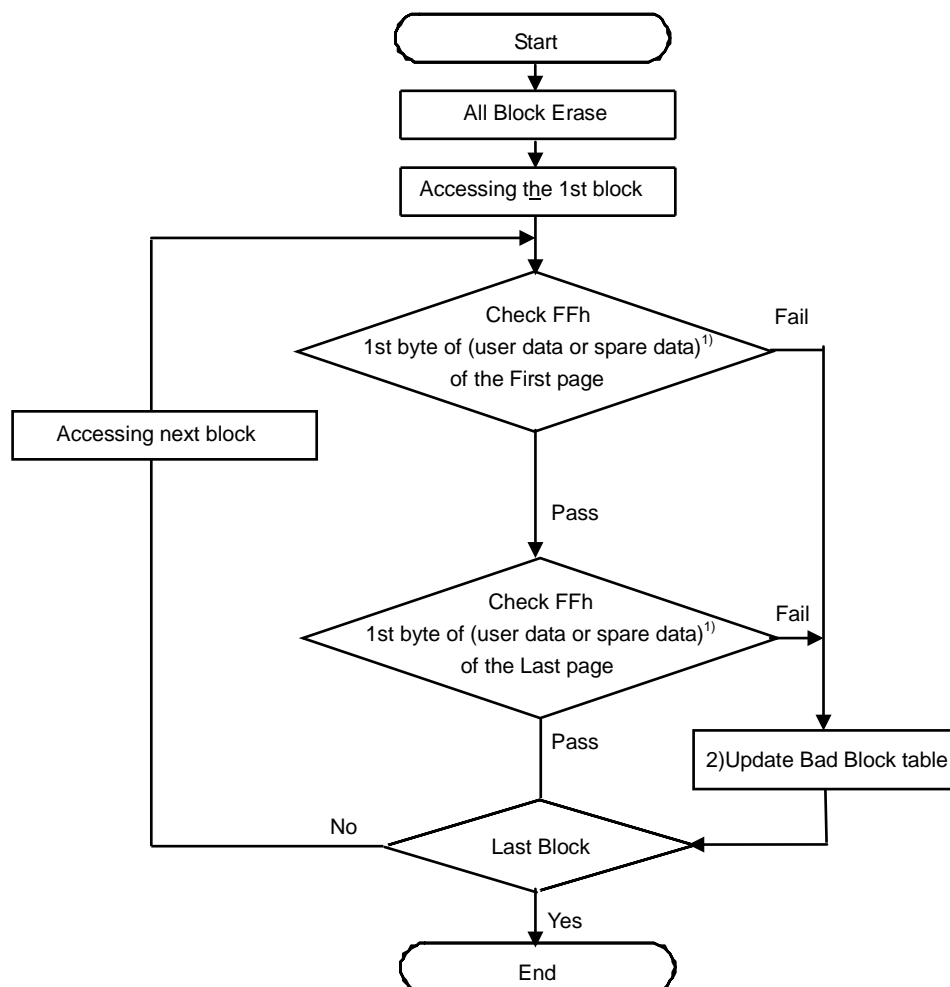 Start
All Block Erase
Accessing the 1st block
Check FFh
1st byte of (user data or spare data)1)
of the First page
Fail
Accessing next block
Pass
Check FFh
1st byte of (user data or spare data)1)
of the Last page
Fail
Pass
2)Update Bad Block table
No
Last Block
Yes
End